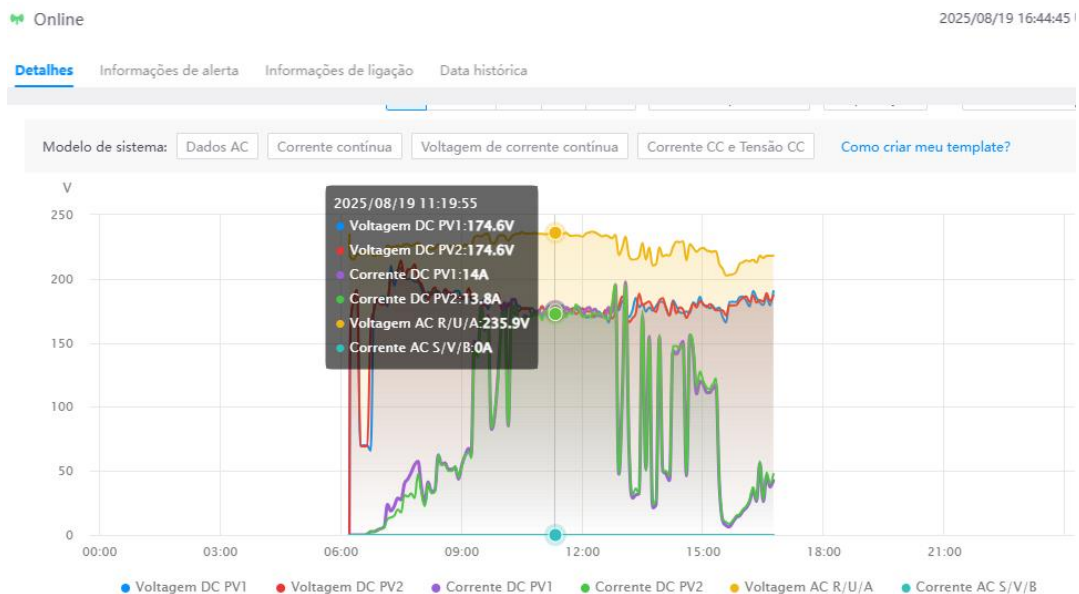 Online
2025/08/19 16:44:45
Detalhes Informações de alerta Informações de ligação Data histórica
Modelo de sistema: Dados AC Corrente contínua Voltagem de corrente contínua Corrente CC e Tensão CC Como criar meu template?
V
250
200
150
100
50
0
2025/08/19 11:19:55
Voltagem DC PV1:174.6V
Voltagem DC PV2:174.6V
Corrente DC PV1:14A
Corrente DC PV2:13.8A
Voltagem AC R/U/A:235.9V
Corrente AC S/V/B:0A
00:00 03:00 06:00 09:00 12:00 15:00 18:00 21:00
Voltagem DC PV1 Voltagem DC PV2 Corrente DC PV1 Corrente DC PV2 Voltagem AC R/U/A Corrente AC S/V/B